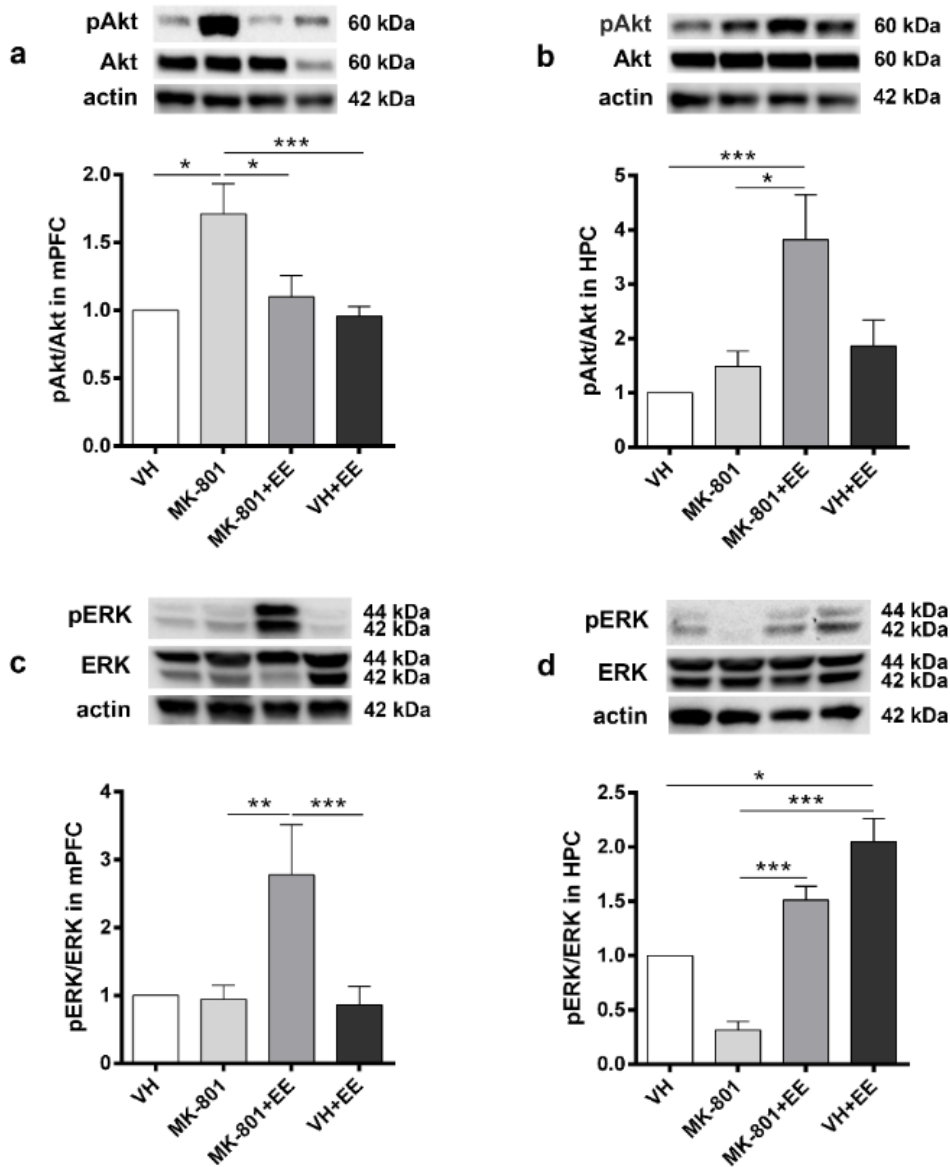 a
pAkt 60 kDa
Akt 60 kDa
actin 42 kDa
***
* *
pAkt/Akt in mPFC
2.0
1.5
1.0
0.5
0.0
VH
MK-801
MK-801+EE
VH+EE
b
pAkt 60 kDa
Akt 60 kDa
actin 42 kDa
***
*
pAkt/Akt in HPC
5
4
3
2
1
0
VH
MK-801
MK-801+EE
VH+EE
c
pERK 44 kDa
42 kDa
ERK 44 kDa
42 kDa
actin 42 kDa
** ***
pERK/ERK in mPFC
4
3
2
1
0
VH
MK-801
MK-801+EE
VH+EE
d
pERK 44 kDa
42 kDa
ERK 44 kDa
42 kDa
actin 42 kDa
*
***
***
pERK/ERK in HPC
2.5
2.0
1.5
1.0
0.5
0.0
VH
MK-801
MK-801+EE
VH+EE